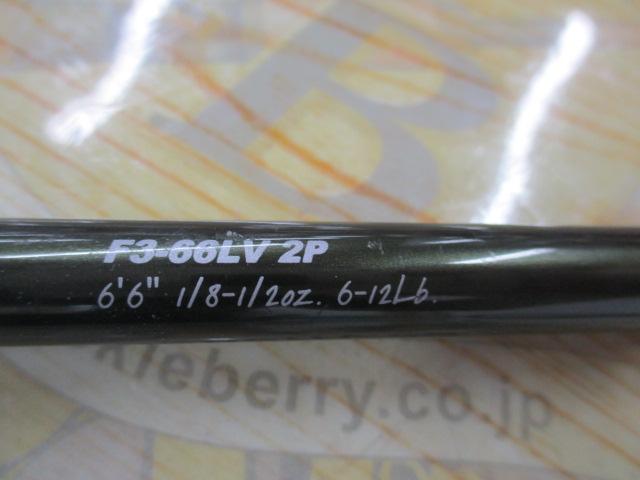 F3-66LV 2P
6'6" 1/8-1/2oz. 6-12Lb.
kleberry.co.jp